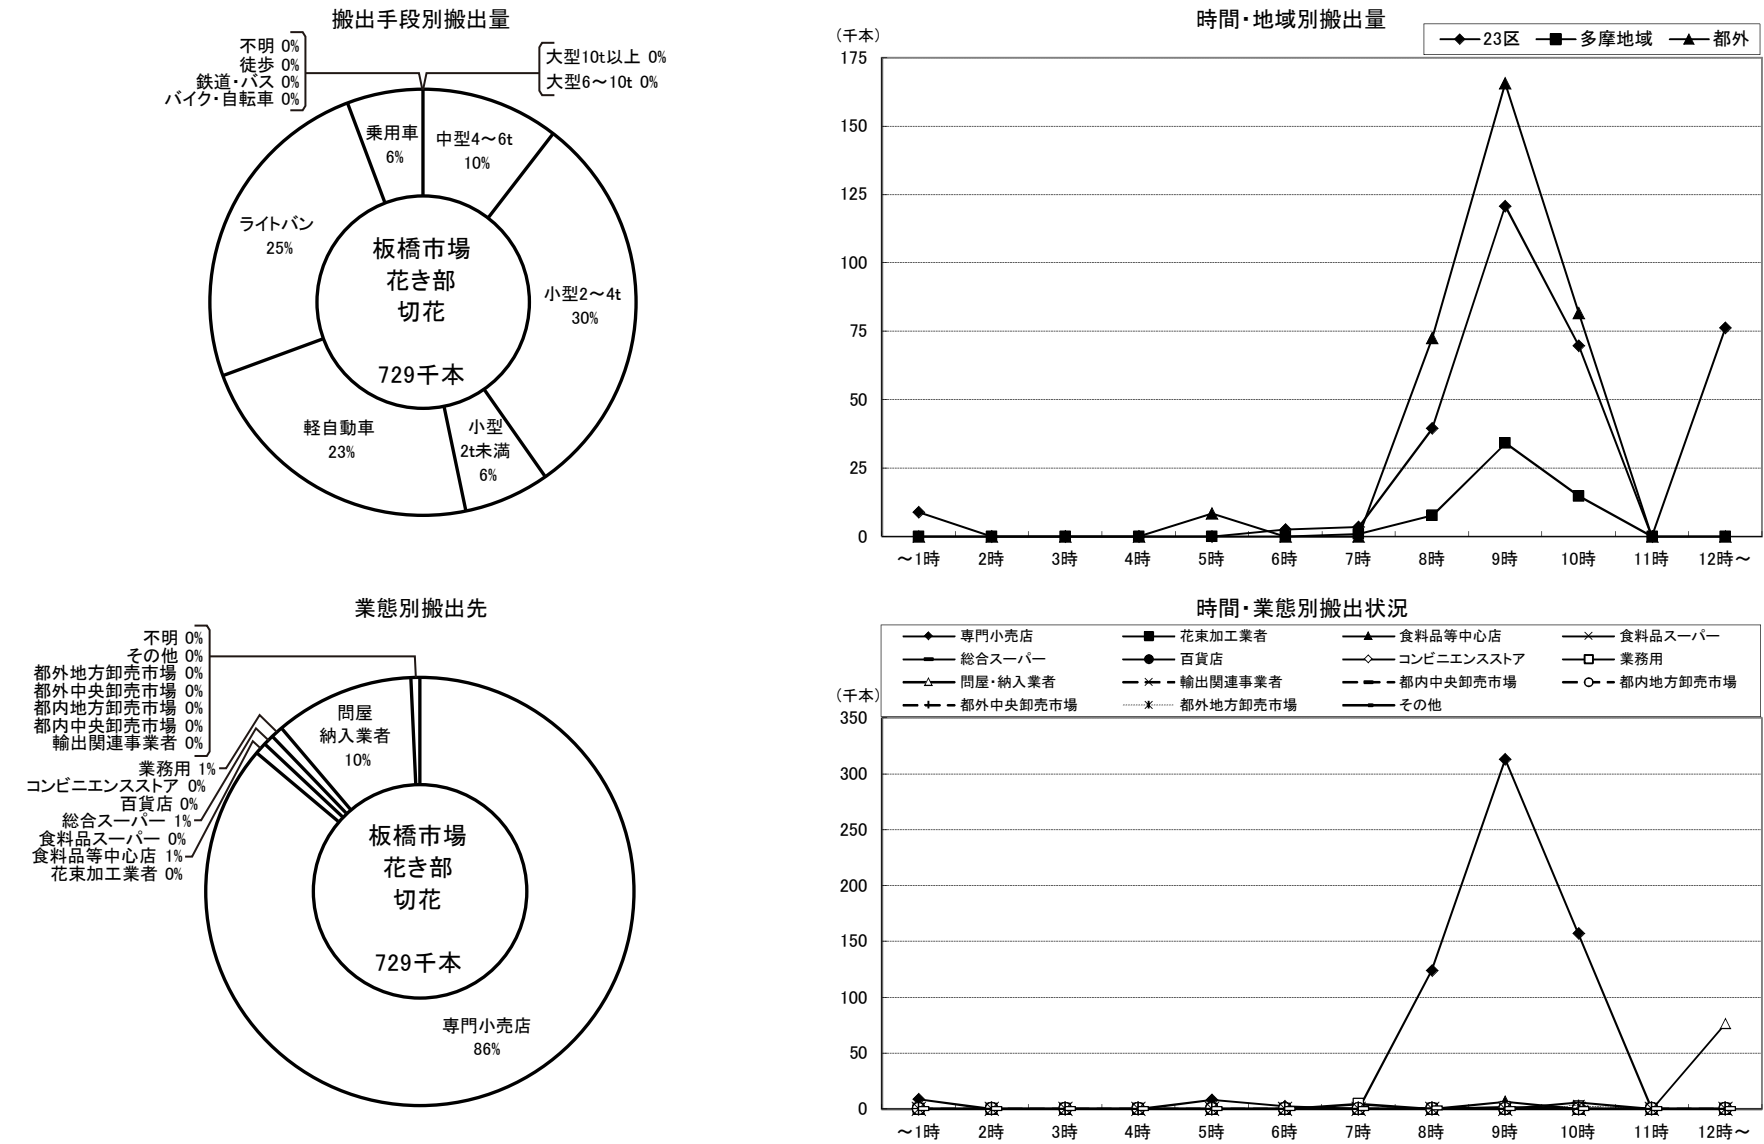 搬出手段別搬出量
不明 0%
徒歩 0%
鉄道・バス 0%
バイク・自転車 0%
大型10t以上 0%
大型6～10t 0%
乗用車
6%
中型4～6t
10%
ライトバン
25%
小型2～4t
30%
板橋市場
花き部
切花
729千本
軽自動車
23%
小型
2t未満
6%
時間・地域別搬出量
（千本）
23区
多摩地域
都外
175
150
125
100
75
50
25
0
～1時
2時
3時
4時
5時
6時
7時
8時
9時
10時
11時
12時～
業態別搬出先
不明 0%
その他 0%
都外地方卸売市場 0%
都外中央卸売市場 0%
都内地方卸売市場 0%
都内中央卸売市場 0%
輸出関連事業者 0%
業務用 1%
コンビニエンスストア 0%
百貨店 0%
総合スーパー 1%
食料品スーパー 0%
食料品等中心店 1%
花束加工業者 0%
問屋
納入業者
10%
板橋市場
花き部
切花
729千本
専門小売店
86%
時間・業態別搬出状況
専門小売店
花束加工業者
食料品等中心店
食料品スーパー
総合スーパー
百貨店
コンビニエンスストア
業務用
問屋・納入業者
輸出関連事業者
都内中央卸売市場
都内地方卸売市場
都外中央卸売市場
都外地方卸売市場
その他
（千本）
350
300
250
200
150
100
50
0
～1時
2時
3時
4時
5時
6時
7時
8時
9時
10時
11時
12時～